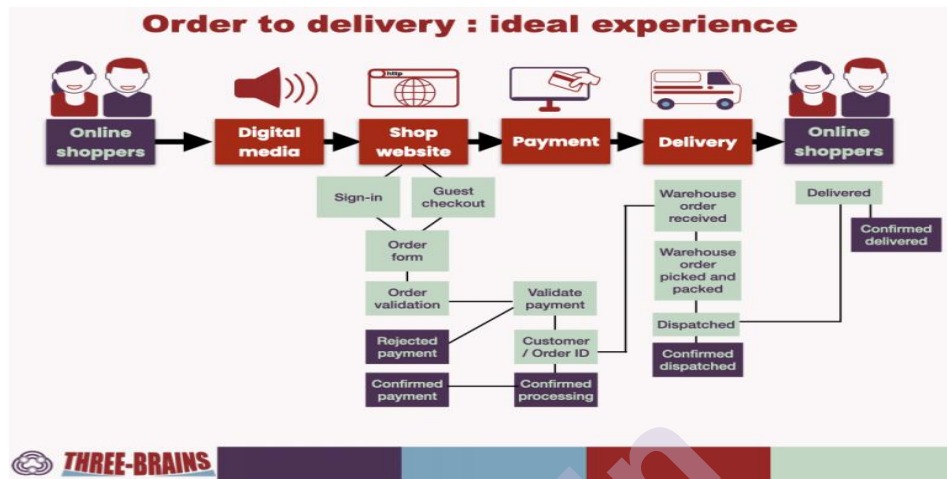 Order to delivery : ideal experience
http
Online
shoppers
Digital
media
Shop
website
Payment
Delivery
Online
shoppers
Sign-in
Guest
checkout
Order
form
Order
validation
Rejected
payment
Confirmed
payment
Validate
payment
Customer
/ Order ID
Confirmed
processing
Warehouse
order
received
Warehouse
order
picked and
packed
Dispatched
Confirmed
dispatched
Delivered
Confirmed
delivered
THREE-BRAINS